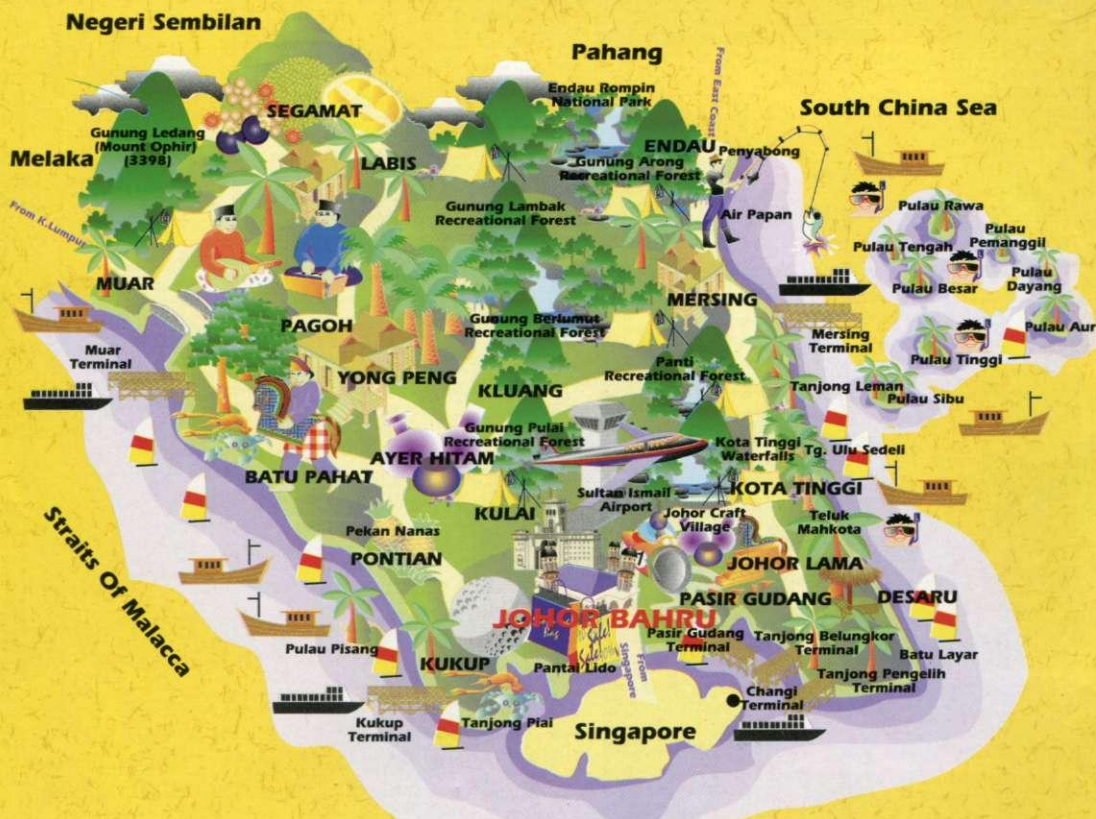 Negeri Sembilan
Pahang
From East Coast
South China Sea
Endau Rompin
National Park
SEGAMAT
Gunung Ledang
(Mount Ophir)
(3398)
Melaka
LABIS
ENDAU
Penyabong
Gunung Arong
Recreational Forest
Gunung Lambak
Recreational Forest
Air Papan
Pulau Rawa
Pulau
Pemanggil
Pulau Tengah
Pulau
Dayang
Pulau Besar
From K.Lumpur
MUAR
MERSING
PAGOH
Gunung Berlumut
Recreational Forest
Mersing
Terminal
Pulau Aur
Muar
Terminal
Pulau Tinggi
YONG PENG
KLUANG
Panti
Recreational Forest
Tanjong Leman
Pulau Sibu
Gunung Pulai
Recreational Forest
Kota Tinggi
Waterfalls
Tg. Ulu Sedeli
AYER HITAM
BATU PAHAT
KOTA TINGGI
Sultan Ismail
Airport
KULAI
Johor Craft
Village
Teluk
Mahkota
Pekan Nanas
PONTIAN
JOHOR LAMA
Straits Of Malacca
PASIR GUDANG
DESARU
JOHOR BAHRU
Sale!
Sale!
Pasir Gudang
Terminal
Tanjong Belungkor
Terminal
Batu Layar
Pulau Pisang
KUKUP
Pantai Lido
From
Singapore
Tanjong Pengelih
Terminal
Changi
Terminal
Kukup
Terminal
Tanjong Piai
Singapore